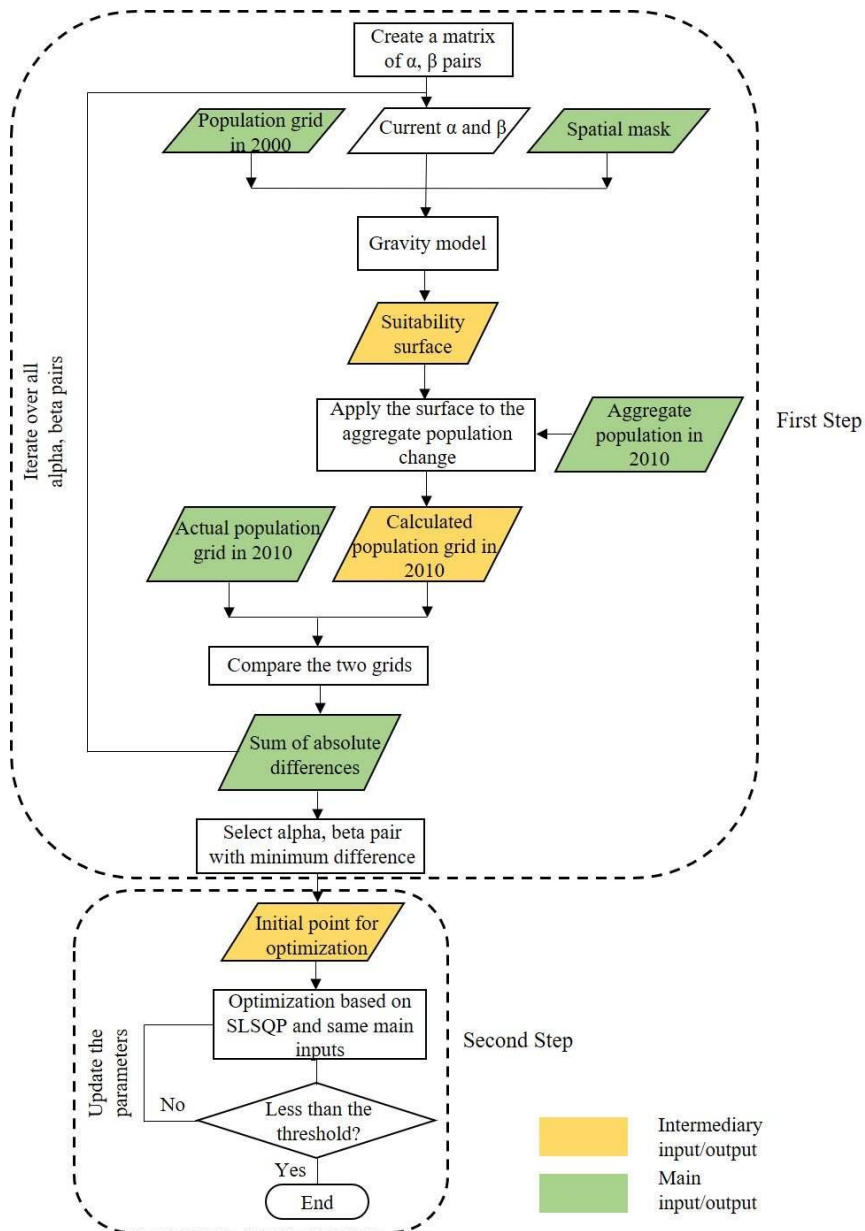 Create a matrix
of α, β pairs
Population grid
in 2000
Current α and β
Spatial mask
Gravity model
Suitability
surface
Apply the surface to the
aggregate population
change
Aggregate
population in
2010
Iterate over all
alpha, beta pairs
First Step
Actual population
grid in 2010
Calculated
population grid in
2010
Compare the two grids
Sum of absolute
differences
Select alpha, beta pair
with minimum difference
Initial point for
optimization
Optimization based on
SLSQP and same main
inputs
Update the
parameters
Second Step
No
Less than the
threshold?
Yes
End
Intermediary
input/output
Main
input/output